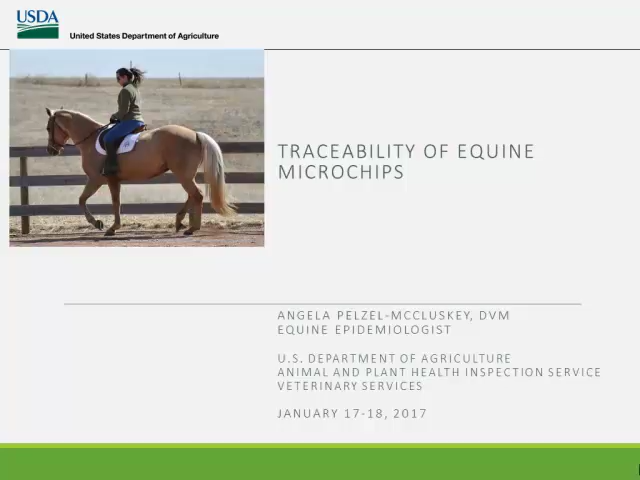 USDA
United States Department of Agriculture
TRACEABILITY OF EQUINE
MICROCHIPS
ANGELA PELZEL-MCCLUSKEY, DVM
EQUINE EPIDEMIOLOGIST
U.S. DEPARTMENT OF AGRICULTURE
ANIMAL AND PLANT HEALTH INSPECTION SERVICE
VETERINARY SERVICES
JANUARY 17-18, 2017